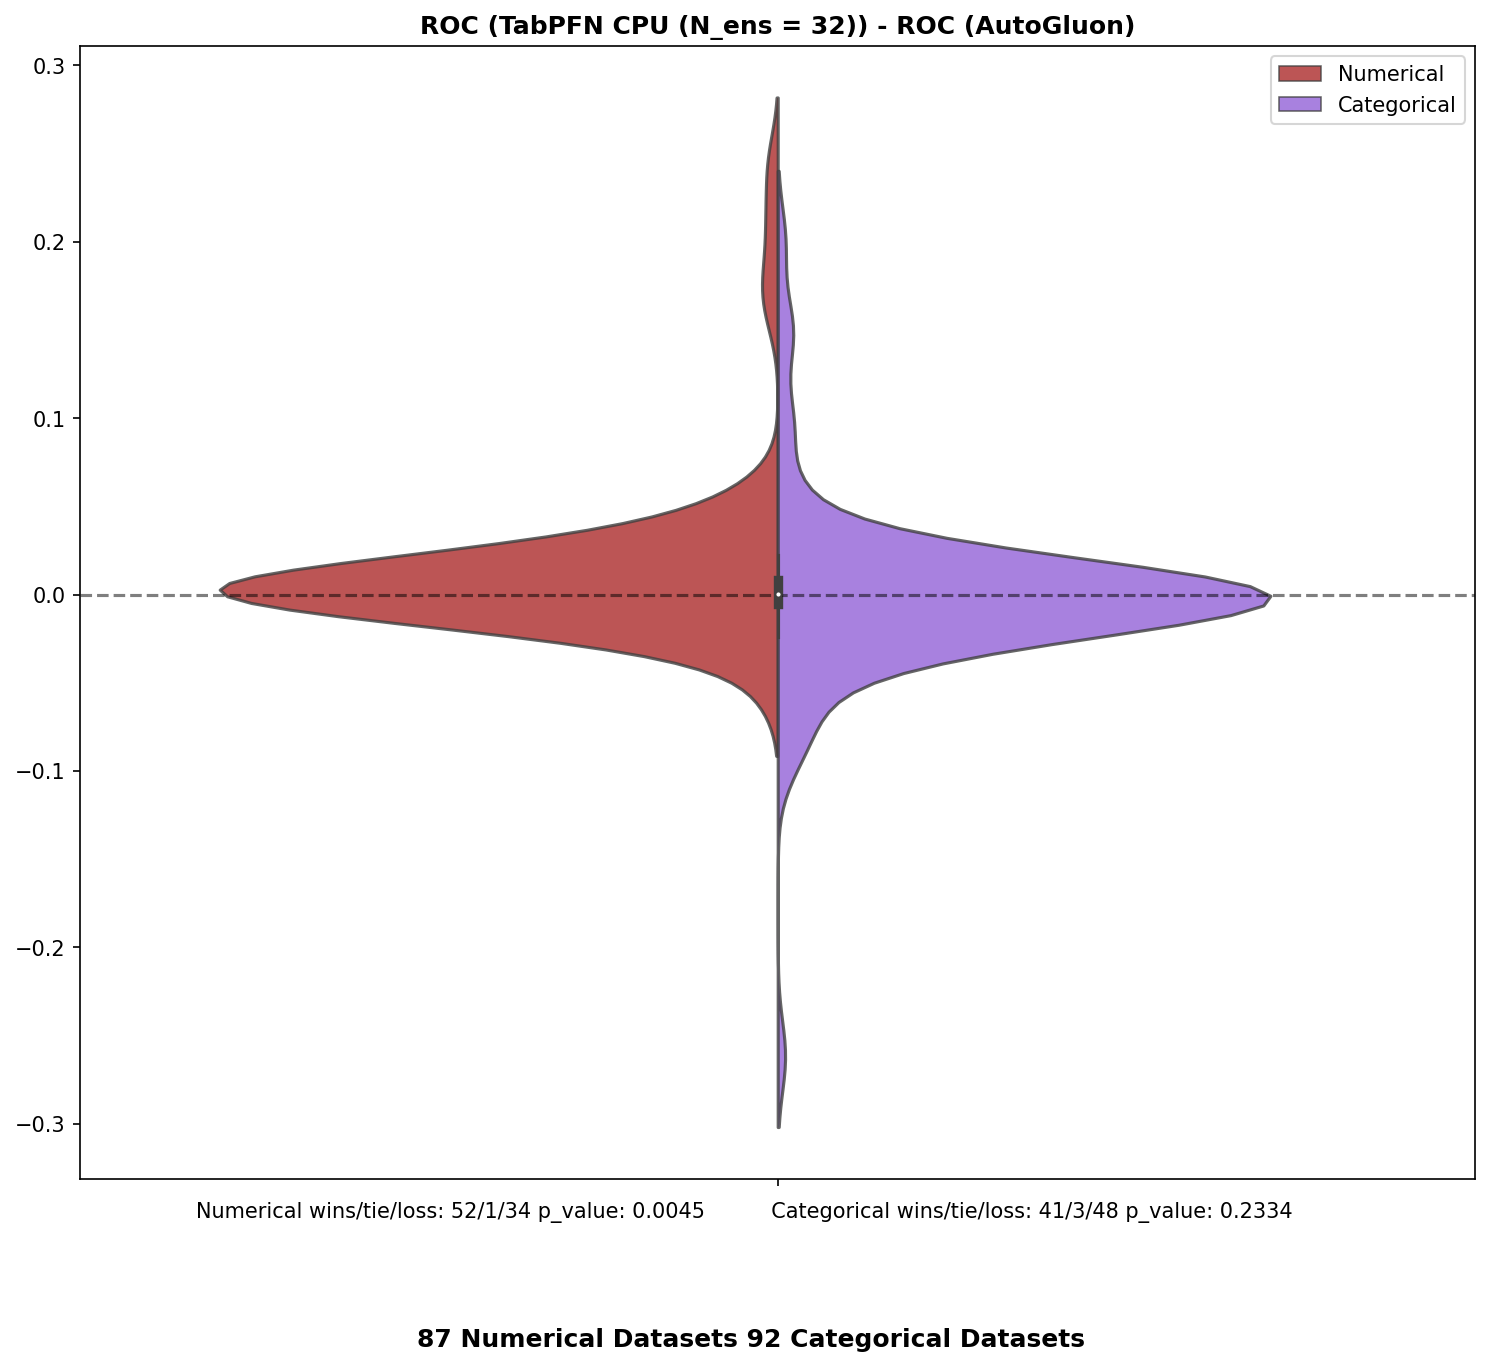 ROC (TabPFN CPU (N_ens = 32)) - ROC (AutoGluon)
Numerical
Categorical
0.3
0.2
0.1
0.0
−0.1
−0.2
−0.3
Numerical wins/tie/loss: 52/1/34 p_value: 0.0045
Categorical wins/tie/loss: 41/3/48 p_value: 0.2334
87 Numerical Datasets 92 Categorical Datasets